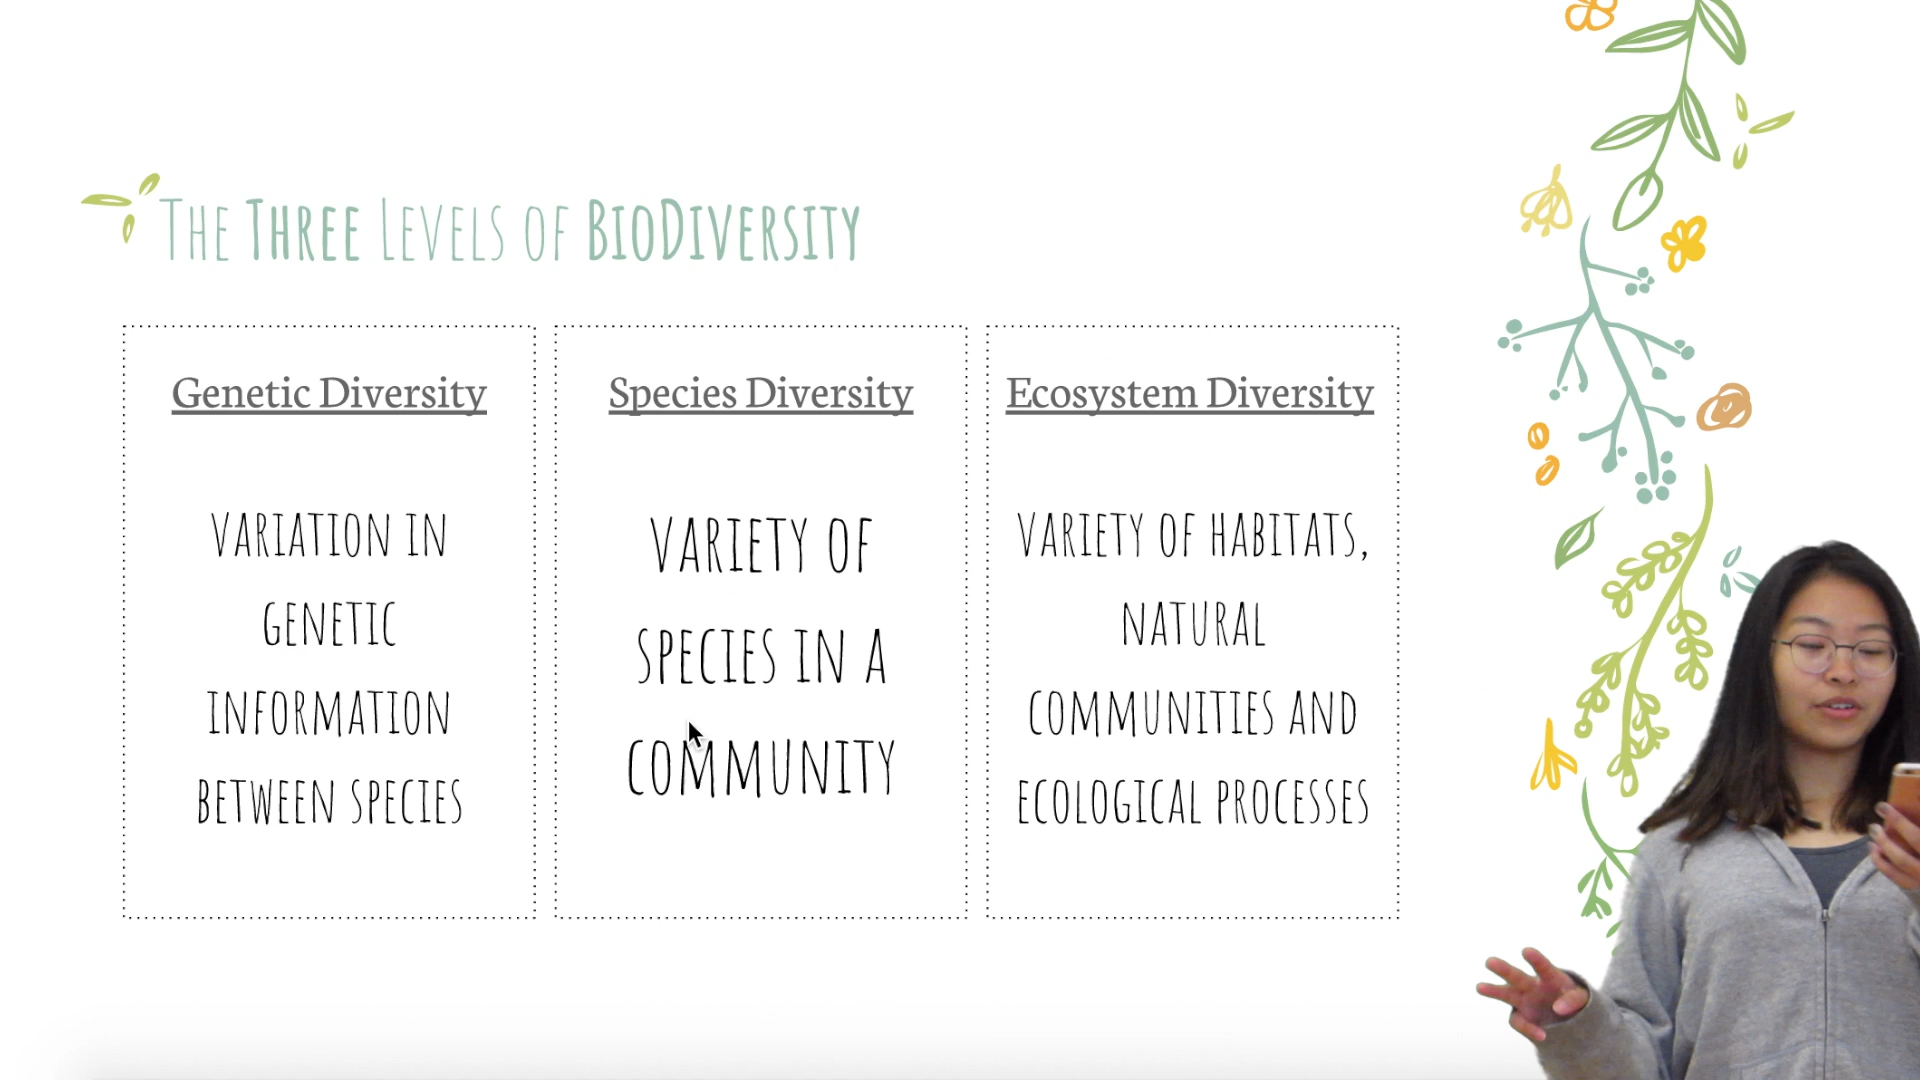 The Three Levels of BioDiversity
Genetic Diversity
Variation in
genetic
information
between species
Species Diversity
Variety of
species in a
community
Ecosystem Diversity
Variety of habitats,
natural
communities and
ecological processes